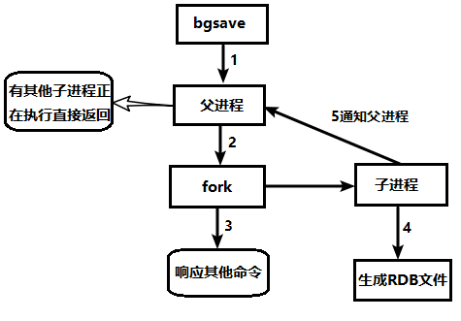 bgsave
1
有其他子进程正
在执行直接返回
父进程
5通知父进程
2
fork
子进程
3
4
响应其他命令
生成RDB文件